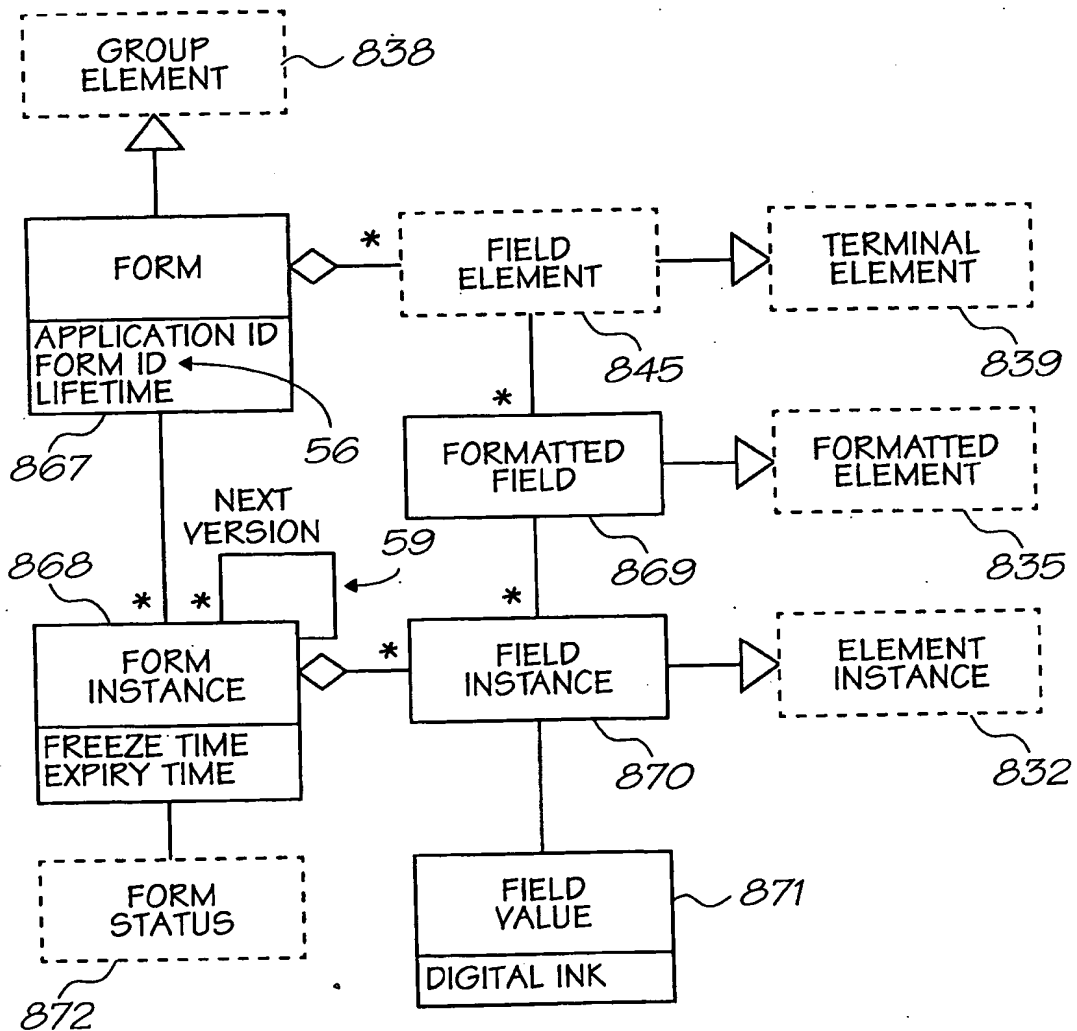 GROUP
ELEMENT
838
FORM
APPLICATION ID
FORM ID
LIFETIME
867
56
*
FIELD
ELEMENT
845
TERMINAL
ELEMENT
839
*
FORMATTED
FIELD
869
FORMATTED
ELEMENT
835
NEXT
VERSION
59
868
*
*
FORM
INSTANCE
FREEZE TIME
EXPIRY TIME
*
*
FIELD
INSTANCE
870
ELEMENT
INSTANCE
832
FORM
STATUS
872
FIELD
VALUE
DIGITAL INK
871